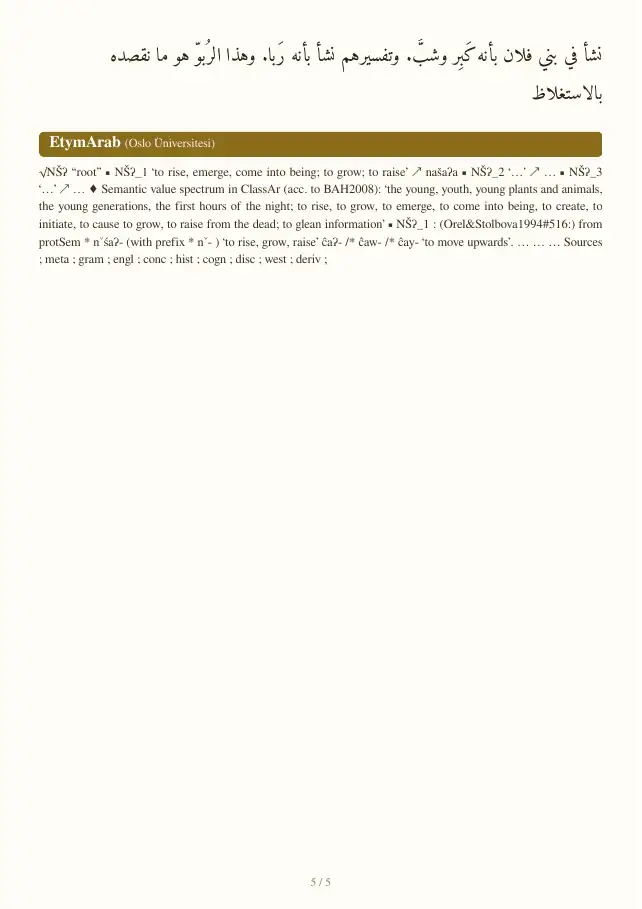 نشأ في بني فلان بأنه كَبِر وشبَّ. وتفسيرهم نشأ بأنه رَبا. وهذا الرُبوّ هو ما نقصده
بالاستغلاظ
EtymArab (Oslo Üniversitesi)
√NŠʔ “root” ▪ NŠʔ_1 ‘to rise, emerge, come into being; to grow; to raise’ ↗ našaʔa ▪ NŠʔ_2 ‘…’ ↗ … ▪ NŠʔ_3
‘…’ ↗ … ♦ Semantic value spectrum in ClassAr (acc. to BAH2008): ‘the young, youth, young plants and animals,
the young generations, the first hours of the night; to rise, to grow, to emerge, to come into being, to create, to
initiate, to cause to grow, to raise from the dead; to glean information’ ▪ NŠʔ_1 : (Orel&Stolbova1994#516:) from
protSem * nˇśaʔ- (with prefix * nˇ- ) ‘to rise, grow, raise’ ĉaʔ- /* ĉaw- /* ĉay- ‘to move upwards’. … … … Sources
; meta ; gram ; engl ; conc ; hist ; cogn ; disc ; west ; deriv ;
5 / 5